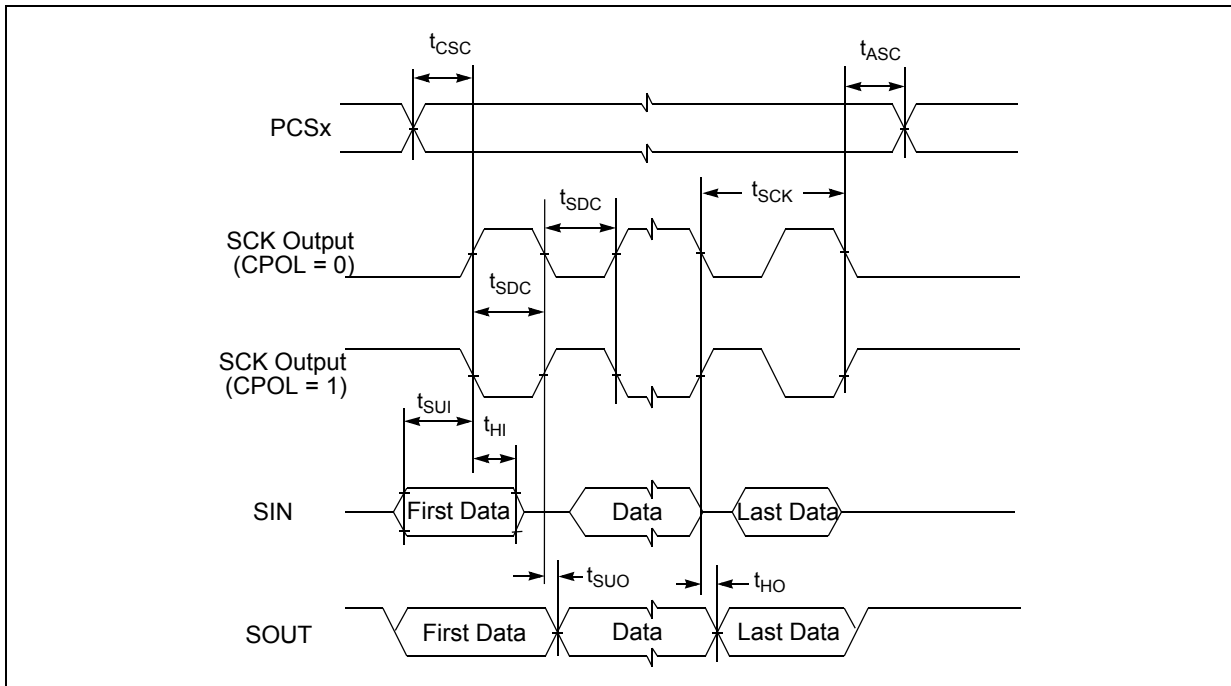 tCSC
tASC
PCSx
tSCK
tSDC
SCK Output
(CPOL = 0)
tSDC
SCK Output
(CPOL = 1)
tSUI
tHI
SIN
First Data
Data
Last Data
tSUO
tHO
SOUT
First Data
Data
Last Data